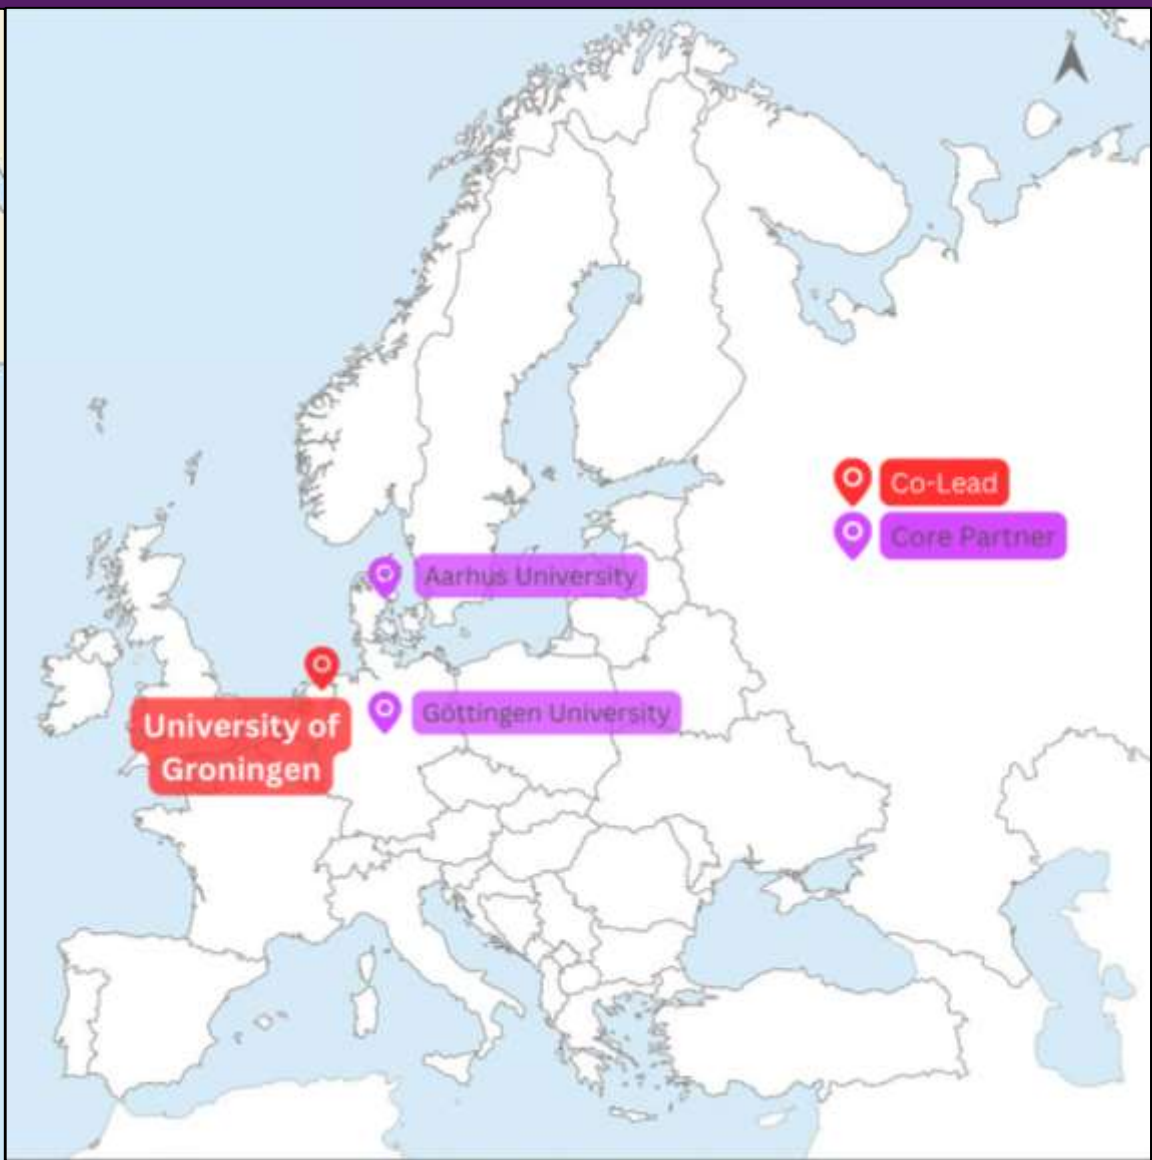 N
Co-Lead
Core Partner
Aarhus University
Göttingen University
University of
Groningen